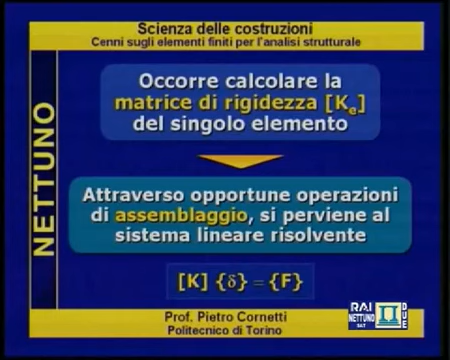 Scienza delle costruzioni
Cenni sugli elementi finiti per l'analisi strutturale
NETTUNO
Occorre calcolare la
matrice di rigidezza [Ke]
del singolo elemento
Attraverso opportune operazioni
di assemblaggio, si perviene al
sistema lineare risolvente
[K] {δ} = {F}
Prof. Pietro Cornetti
Politecnico di Torino
RAI
NETTUNO
SAT
DUE